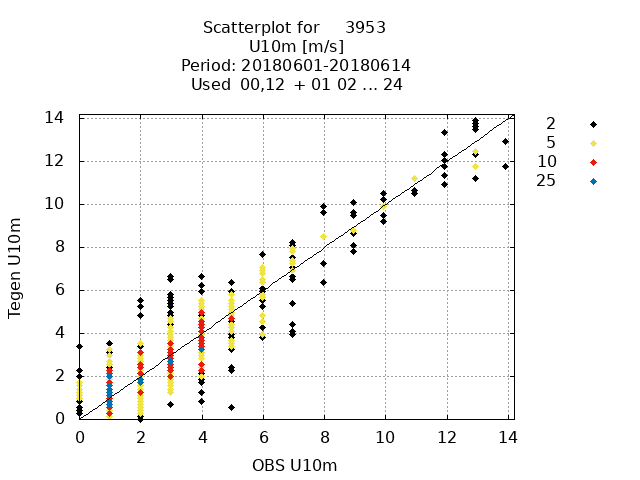 Scatterplot for 3953
U10m [m/s]
Period: 20180601-20180614
Used 00,12 + 01 02 ... 24
14
12
10
8
6
4
2
0
0 2 4 6 8 10 12 14
Tegen U10m
OBS U10m
2
5
10
25